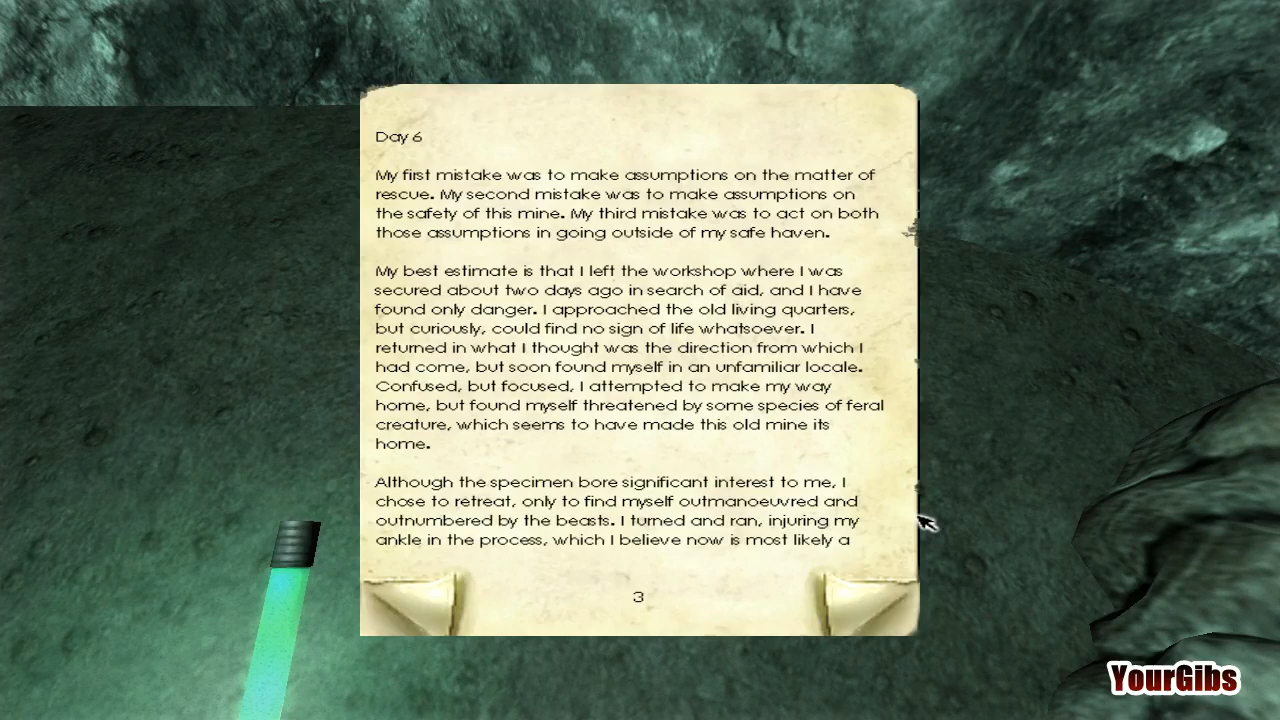 Day 6
My first mistake was to make assumptions on the matter of
rescue. My second mistake was to make assumptions on
the safety of this mine. My third mistake was to act on both
those assumptions in going outside of my safe haven.
My best estimate is that I left the workshop where I was
secured about two days ago in search of aid, and I have
found only danger. I approached the old living quarters,
but curiously, could find no sign of life whatsoever. I
returned in what I thought was the direction from which I
had come, but soon found myself in an unfamiliar locale.
Confused, but focused, I attempted to make my way
home, but found myself threatened by some species of feral
creature, which seems to have made this old mine its
home.
Although the specimen bore significant interest to me, I
chose to retreat, only to find myself outmanoeuvred and
outnumbered by the beasts. I turned and ran, injuring my
ankle in the process, which I believe now is most likely a
3
YourGibs